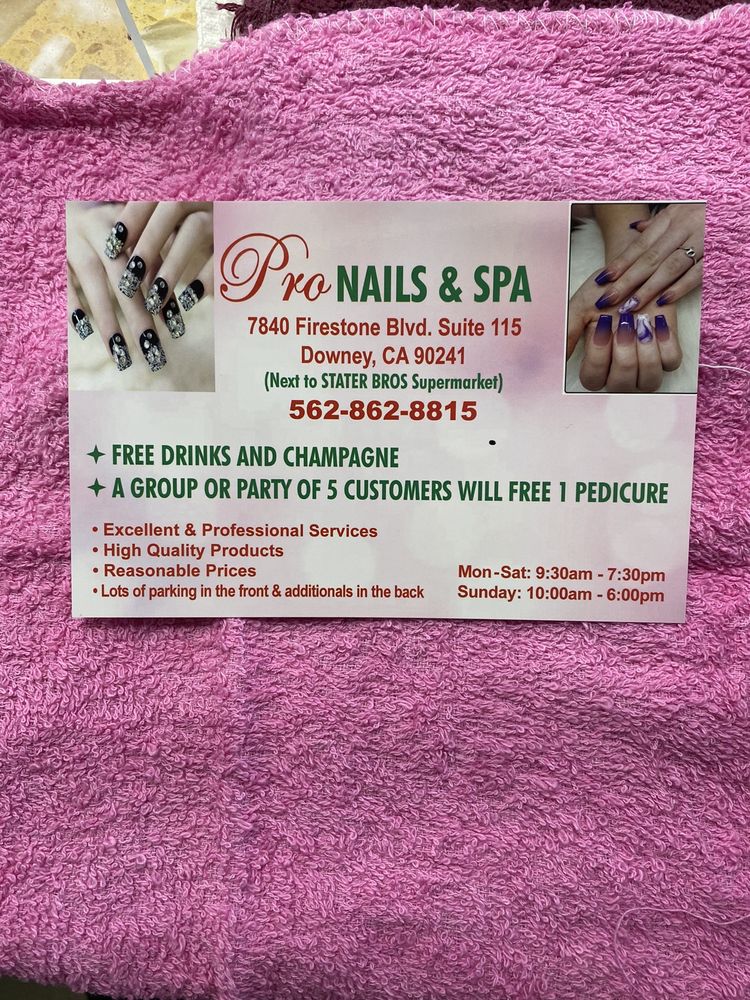 Pro NAILS & SPA
7840 Firestone Blvd. Suite 115
Downey, CA 90241
(Next to STATER BROS Supermarket)
562-862-8815
FREE DRINKS AND CHAMPAGNE
A GROUP OR PARTY OF 5 CUSTOMERS WILL FREE 1 PEDICURE
• Excellent & Professional Services
• High Quality Products
• Reasonable Prices
• Lots of parking in the front & additionals in the back
Mon-Sat: 9:30am - 7:30pm
Sunday: 10:00am - 6:00pm